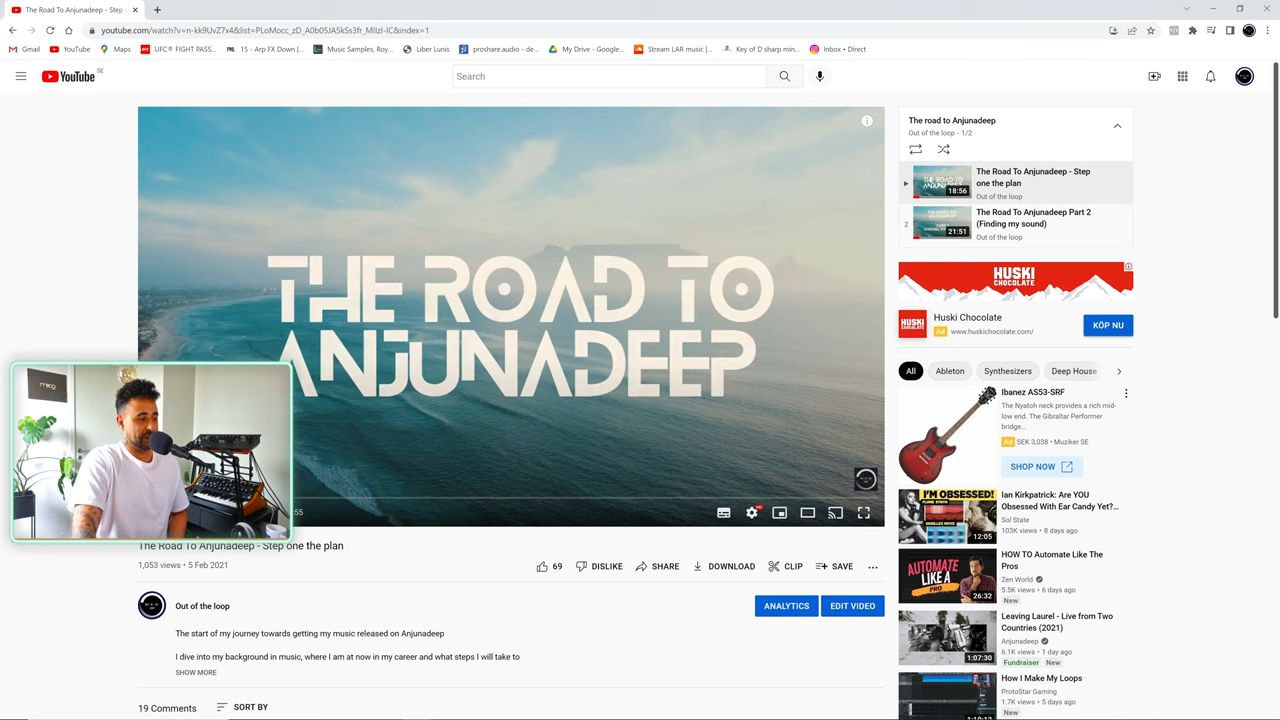 The Road To Anjunadeep - Step
youtube.com/watch?v=n-kk9UvZ7x4&list=PLoMocc_zD_A0b05JA5kSs3fr_MIIzI-IC&index=1
Gmail
YouTube
Maps
UFC® FIGHT PASS...
15 - Arp FX Down |...
Music Samples, Roy...
Liber Lunis
proshare.audio - de...
My Drive - Google...
Stream LAR music |...
Key of D sharp min...
Inbox • Direct
YouTube SE
Search
THE ROAD TO
ANJUNADEEP
moog
55
The Road To Anjunadeep - Step one the plan
1,053 views • 5 Feb 2021
69
DISLIKE
SHARE
DOWNLOAD
CLIP
SAVE
Out of the loop
ANALYTICS
EDIT VIDEO
The start of my journey towards getting my music released on Anjunadeep
I dive into my background in music, where I am at now in my career and what steps I will take to
SHOW MORE
19 Comments
SORT BY
The road to Anjunadeep
Out of the loop - 1/2
THE ROAD TO
ANJUNADEEP
18:56
The Road To Anjunadeep - Step
one the plan
Out of the loop
2
21:51
The Road To Anjunadeep Part 2
(Finding my sound)
Out of the loop
HUSKI
CHOCOLATE
HUSKI
Huski Chocolate
Ad www.huskichocolate.com/
KÖP NU
All
Ableton
Synthesizers
Deep House
Ibanez AS53-SRF
The Nyatoh neck provides a rich mid-
low end. The Gibraltar Performer
bridge...
Ad SEK 3,038 • Muziker SE
SHOP NOW
I'M OBSESSED!
12:05
Ian Kirkpatrick: Are YOU
Obsessed With Ear Candy Yet?...
Sol State
103K views • 8 days ago
AUTOMATE
LIKE A
PRO
26:32
HOW TO Automate Like The
Pros
Zen World
5.5K views • 6 days ago
New
1:07:30
Leaving Laurel - Live from Two
Countries (2021)
Anjunadeep
6.1K views • 1 day ago
Fundraiser
New
How I Make My Loops
ProtoStar Gaming
1.7K views • 5 days ago
New